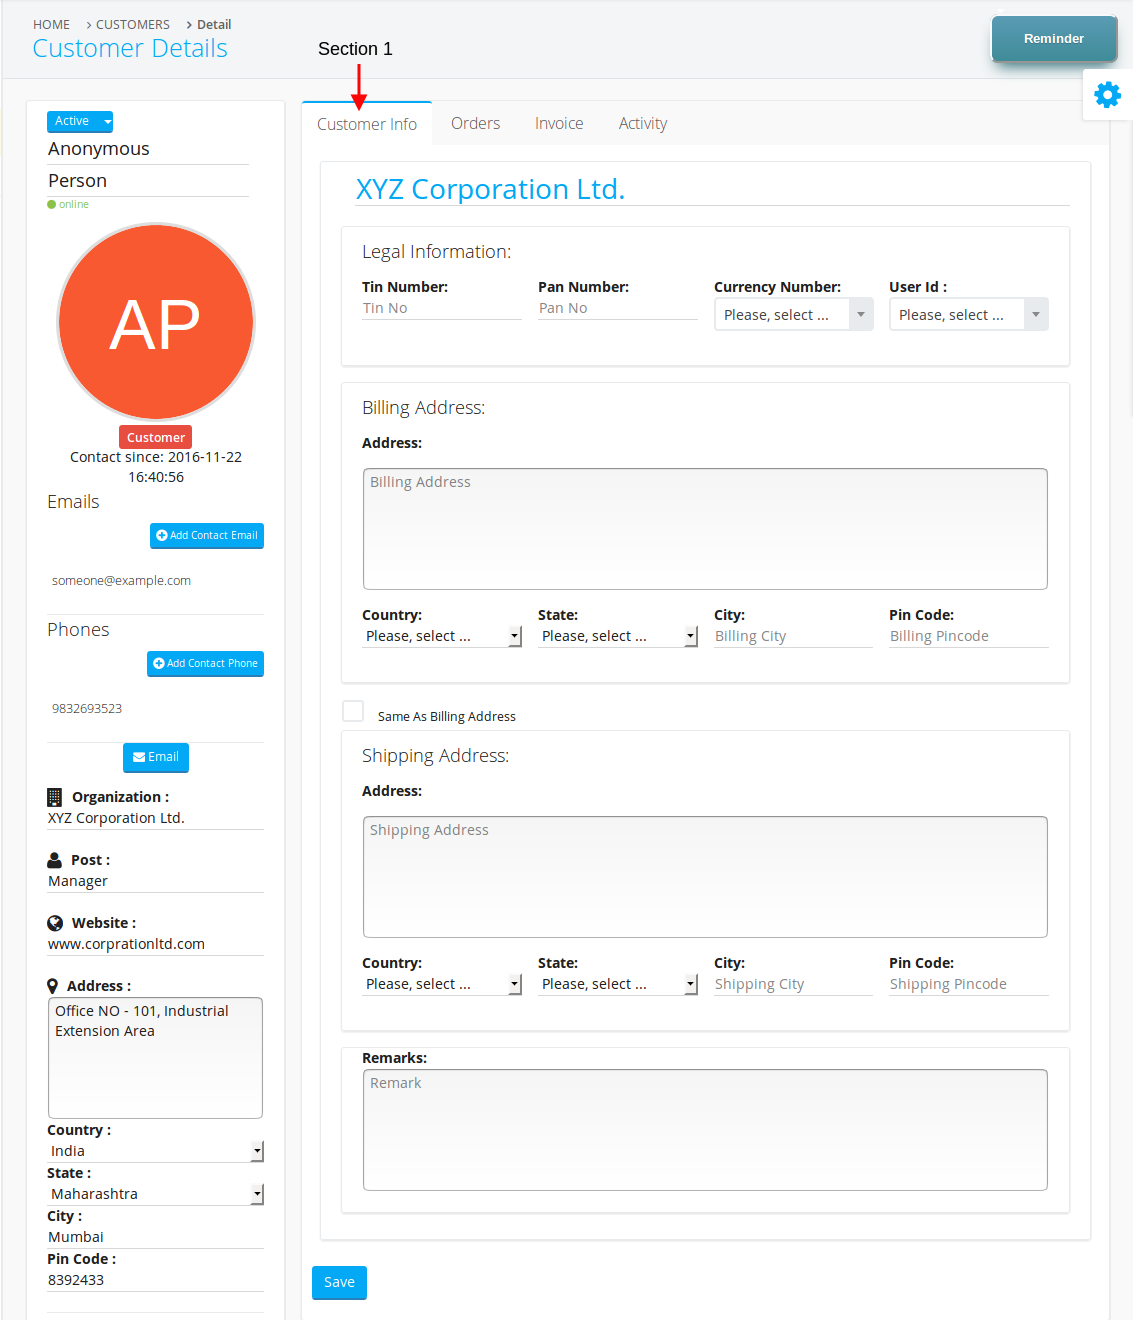 HOME > CUSTOMERS > Detail
Customer Details
Section 1
Reminder
Active
Anonymous
Person
online
AP
Customer
Contact since: 2016-11-22
16:40:56
Emails
Add Contact Email
someone@example.com
Phones
Add Contact Phone
9832693523
Email
Organization :
XYZ Corporation Ltd.
Post :
Manager
Website :
www.corprationltd.com
Address :
Office NO - 101, Industrial
Extension Area
Country :
India
State :
Maharashtra
City :
Mumbai
Pin Code :
8392433
Customer Info Orders Invoice Activity
XYZ Corporation Ltd.
Legal Information:
Tin Number: Pan Number: Currency Number: User Id :
Tin No Pan No Please, select ... Please, select ...
Billing Address:
Address:
Billing Address
Country: State: City: Pin Code:
Please, select ... Please, select ... Billing City Billing Pincode
Same As Billing Address
Shipping Address:
Address:
Shipping Address
Country: State: City: Pin Code:
Please, select ... Please, select ... Shipping City Shipping Pincode
Remarks:
Remark
Save